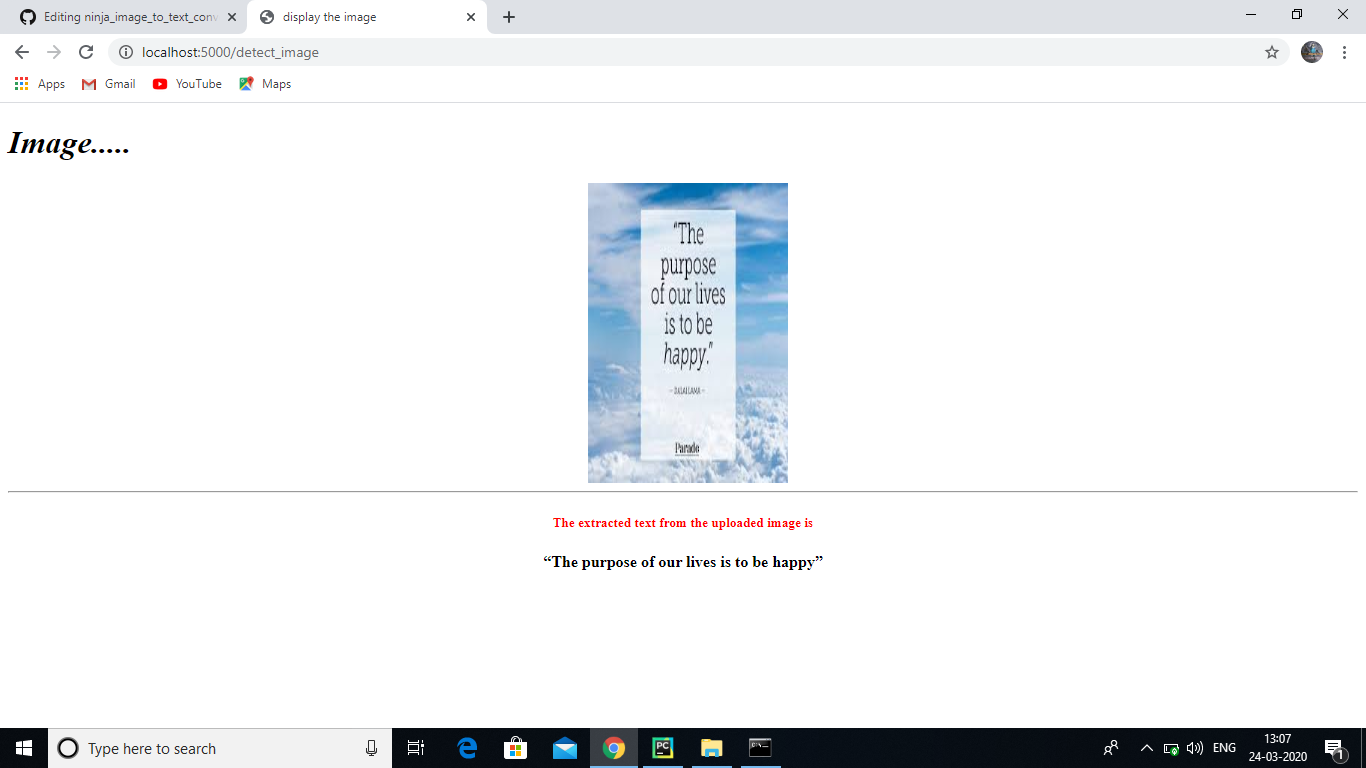 Editing ninja_image_to_text_conv
display the image
localhost:5000/detect_image
Apps
Gmail
YouTube
Maps
Image.....
“The
purpose
of our lives
is to be
happy.”
– DALAI LAMA –
Parade
The extracted text from the uploaded image is
“The purpose of our lives is to be happy”
Type here to search
PC
C:\.
ENG
13:07
24-03-2020
1